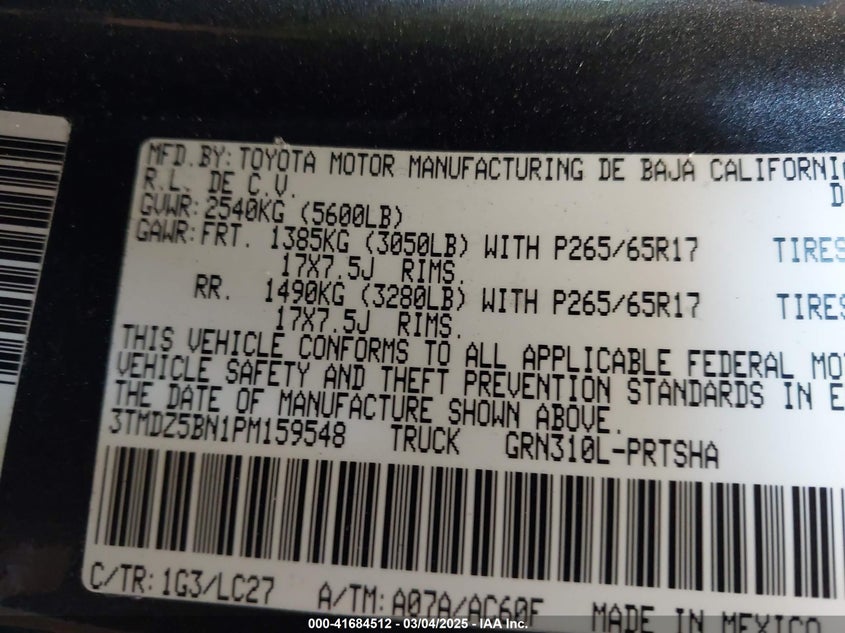 MFD.BY: TOYOTA MOTOR MANUFACTURING DE BAJA
R.L. DE C.V.
GVWR: 2540KG (5600LB)
GAWR: FRT. 1385KG (3050LB) WITH P265/65R17 TIRES
17X7.5J RIMS.
RR. 1490KG (3280LB) WITH P265/65R17 TIRES
17X7.5J RIMS.
THIS VEHICLE CONFORMS TO ALL APPLICABLE FEDERAL
VEHICLE SAFETY AND THEFT PREVENTION STANDARDS IN
THE DATE OF MANUFACTURE SHOWN ABOVE.
3TMDZ5BN1PM159548 TRUCK GRN310L-PRTSHA
C/TR: 1G3/LC27 A/TM: A07A/AC60F MADE IN MEXICO
000-41684512 - 03/04/2025 - IAA Inc.